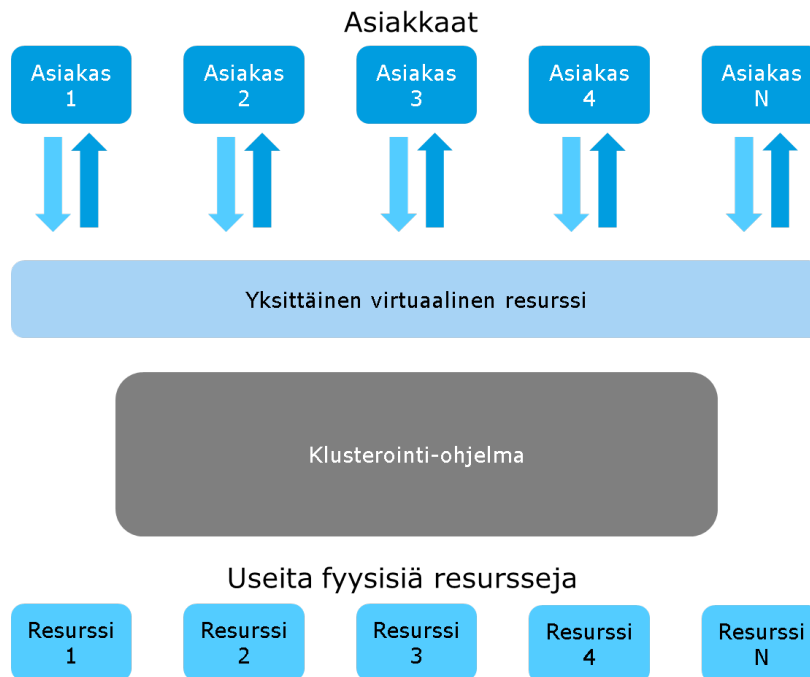 Asiakkaat
Asiakas
1
Asiakas
2
Asiakas
3
Asiakas
4
Asiakas
N
Yksittäinen virtuaalinen resurssi
Klusterointi-ohjelma
Useita fyysisiä resursseja
Resurssi
1
Resurssi
2
Resurssi
3
Resurssi
4
Resurssi
N